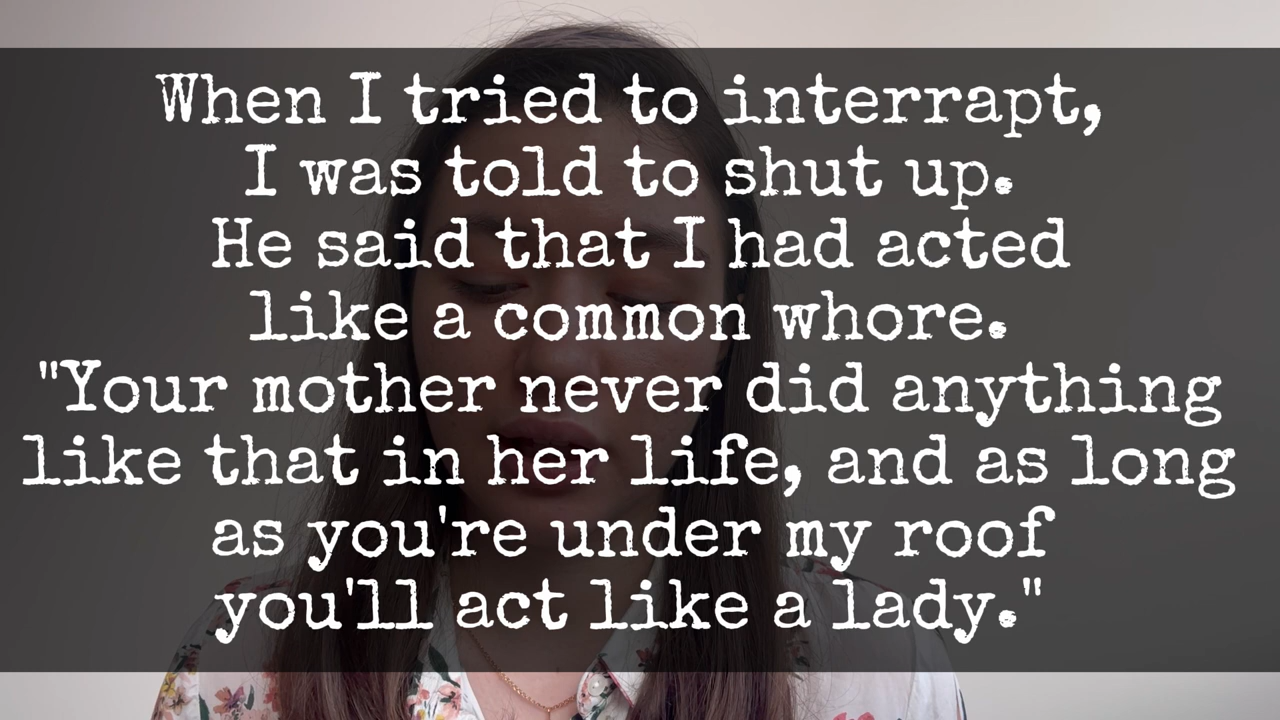 When I tried to interrapt,
I was told to shut up.
He said that I had acted
like a common whore.
"Your mother never did anything
like that in her life, and as long
as you're under my roof
you'll act like a lady."